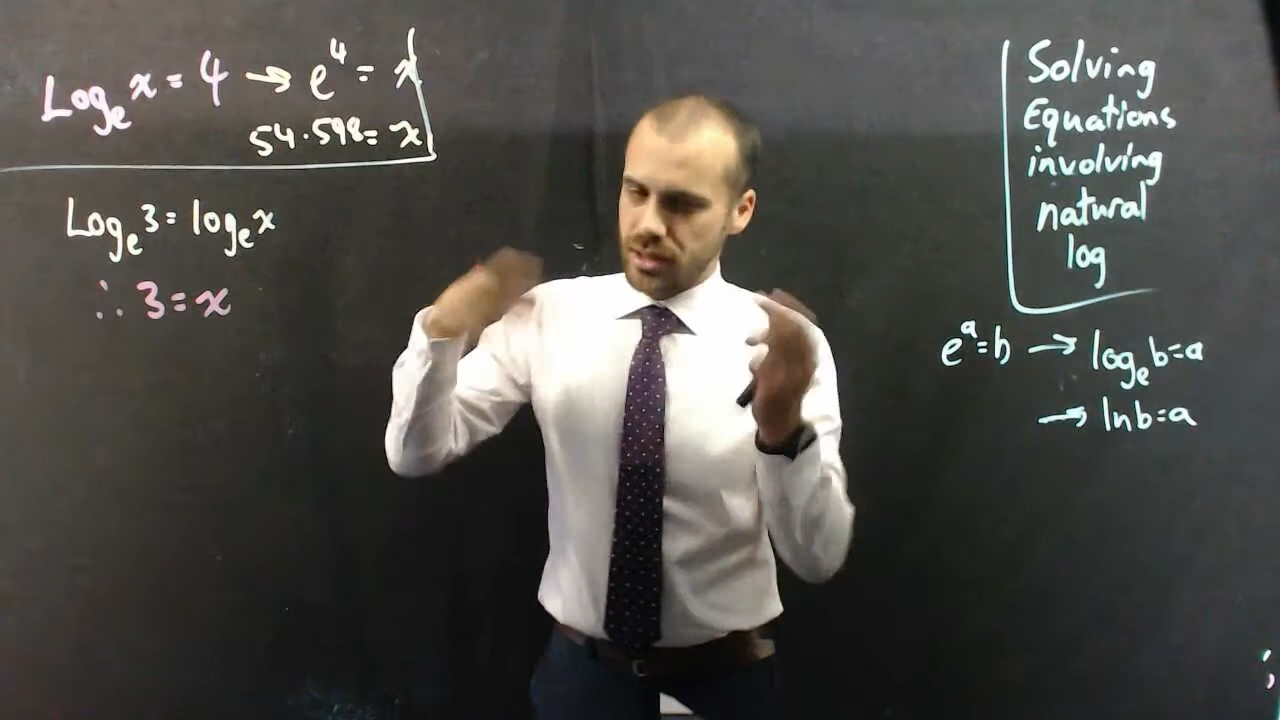 Logₑ x = 4 → e⁴ = x
54.598 = x
Logₑ 3 = logₑ x
∴ 3 = x
Solving
Equations
involving
natural
log
eᵃ = b → logₑ b = a
→ ln b = a